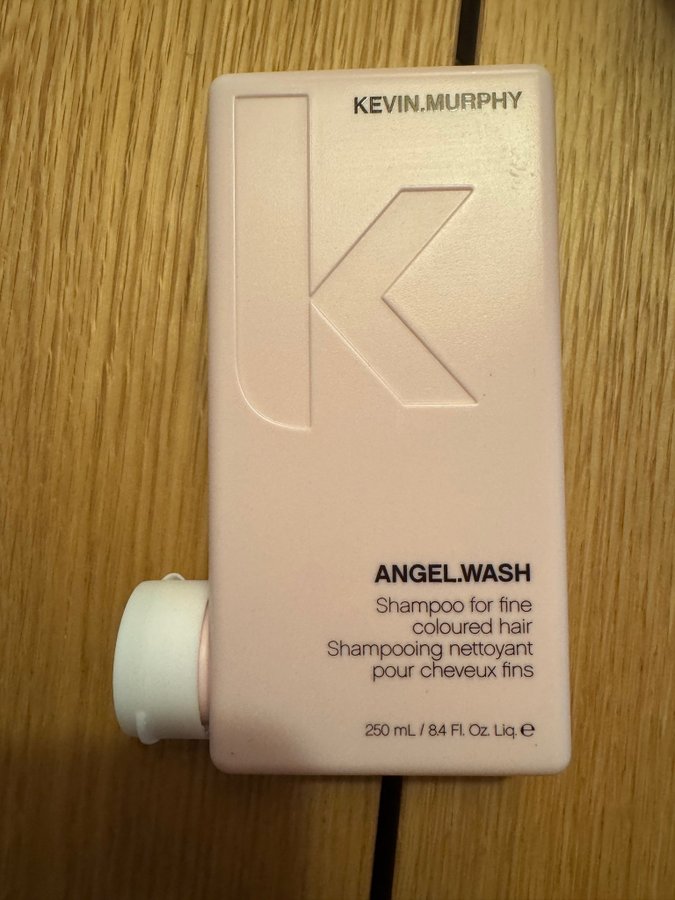 KEVIN.MURPHY
ANGEL.WASH
Shampoo for fine
coloured hair
Shampooing nettoyant
pour cheveux fins
250 mL / 8.4 Fl. Oz. Liq. ℮